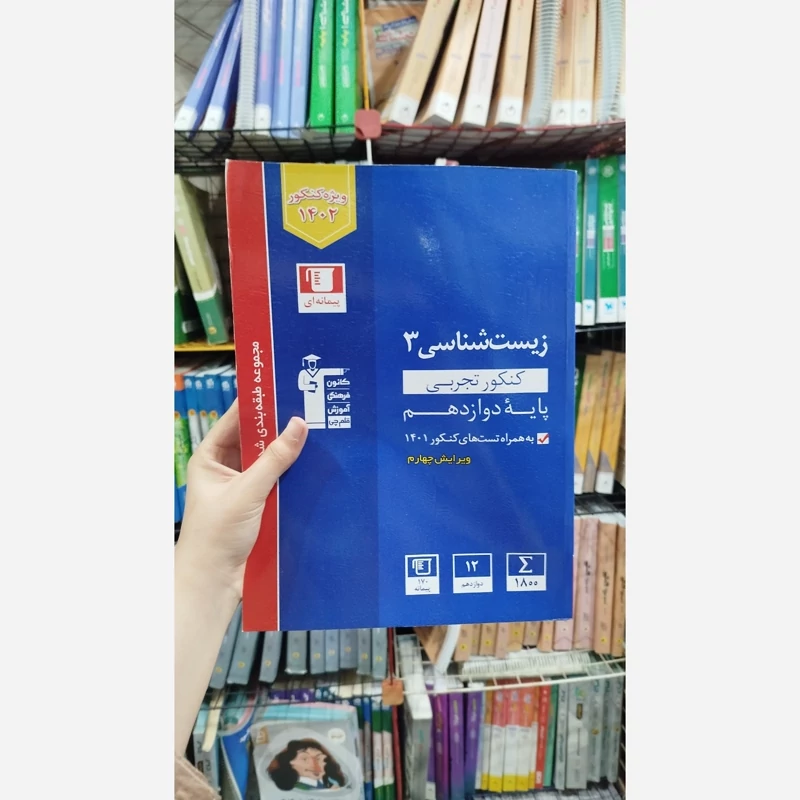 ویژه کنکور
۱۴۰۲
پیمانه‌ای
مجموعه طبقه‌بندی شده
کانون
فرهنگی
آموزش
قلم‌چی
زیست‌شناسی ۳
کنکور تجربی
پایهٔ دوازدهم
به همراه تست‌های کنکور ۱۴۰۱
ویرایش چهارم
۱۷۰
پیمانه
۱۲
دوازدهم
Σ
۱۸۰۰